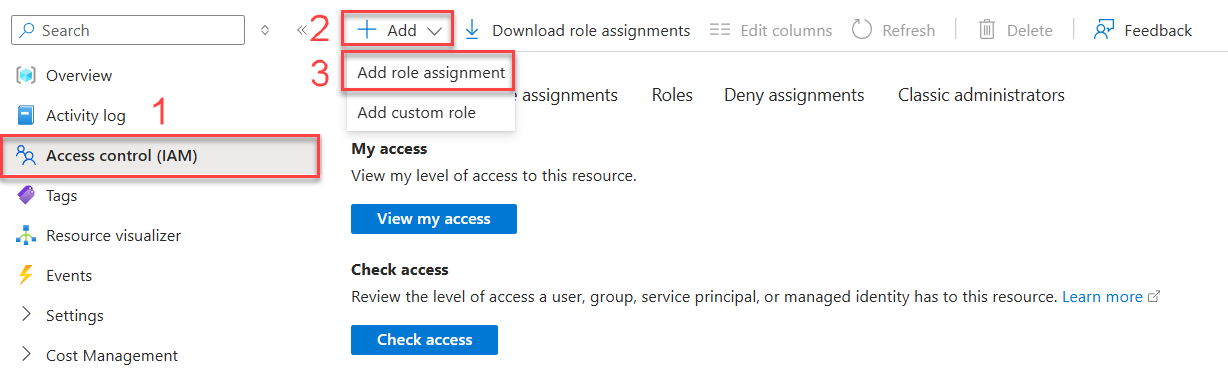 Search
Overview
Activity log
1
Access control (IAM)
Tags
Resource visualizer
Events
Settings
Cost Management
2
Add
Download role assignments
Edit columns
Refresh
Delete
Feedback
3
Add role assignment
Add custom role
assignments
Roles
Deny assignments
Classic administrators
My access
View my level of access to this resource.
View my access
Check access
Review the level of access a user, group, service principal, or managed identity has to this resource. Learn more
Check access